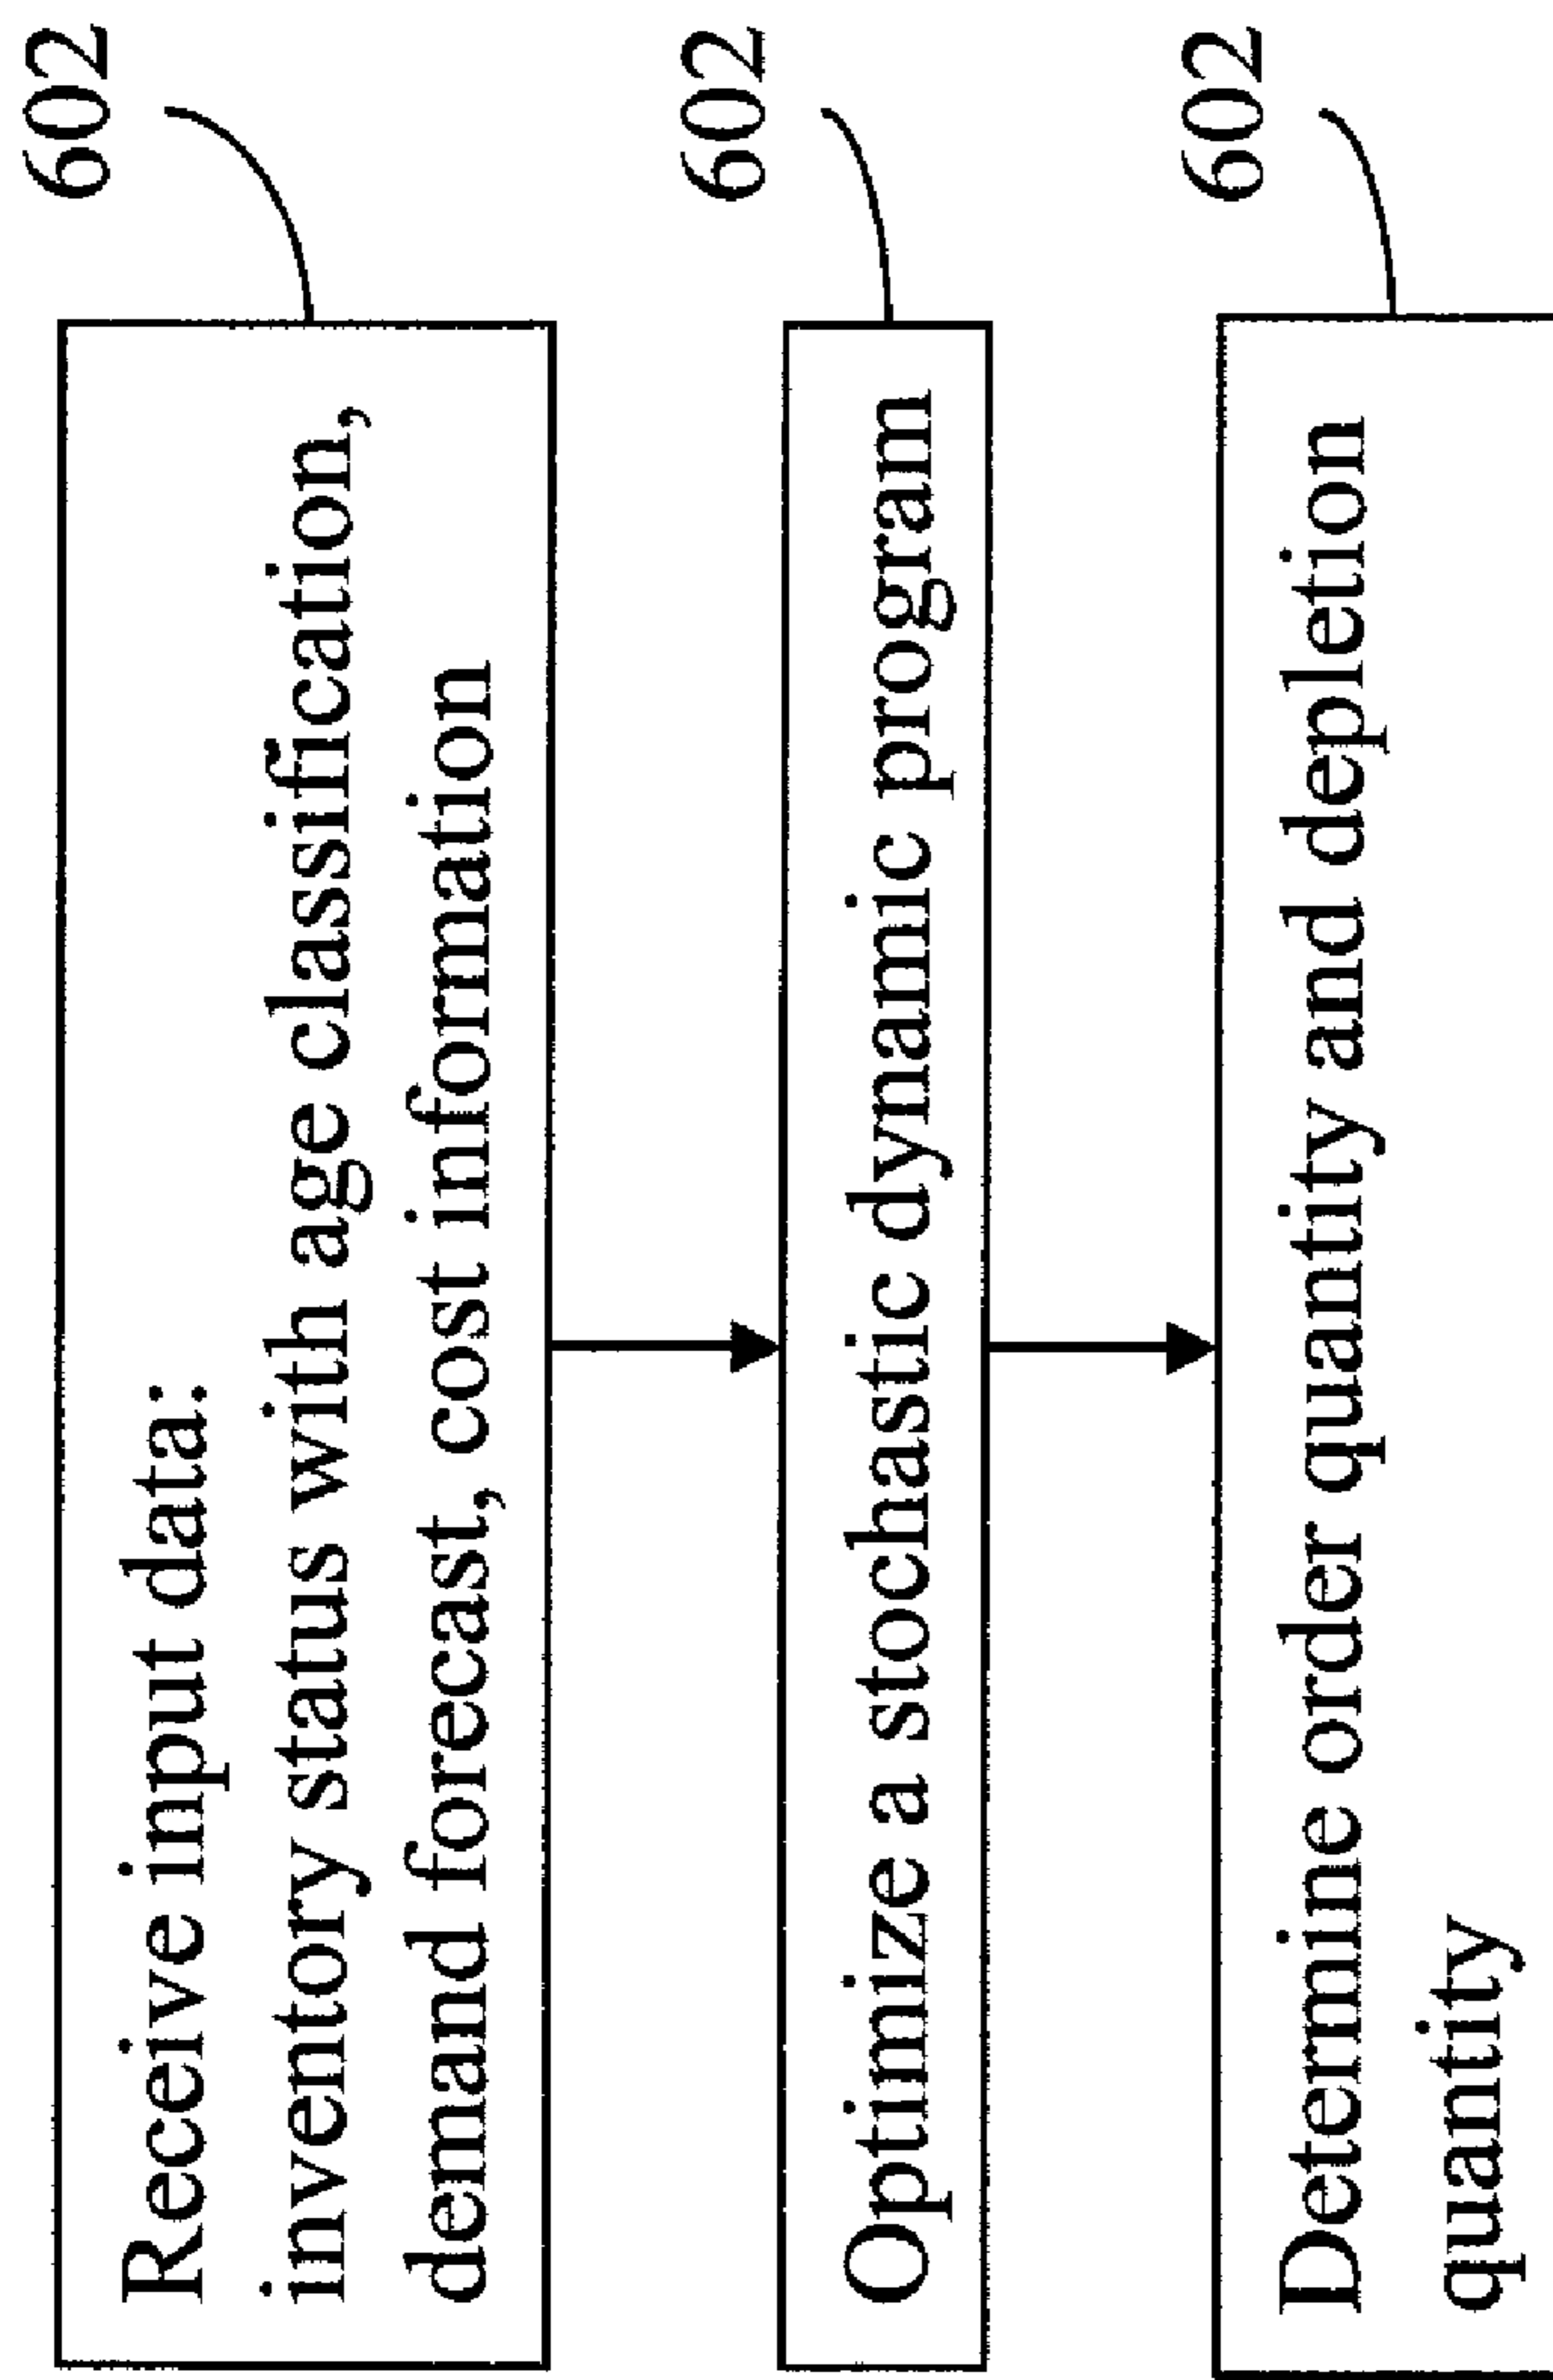 602
Receive input data:
inventory status with age classification,
demand forecast, cost information
602
Optimize a stochastic dynamic program
602
Determine order quantity and depletion
quantity